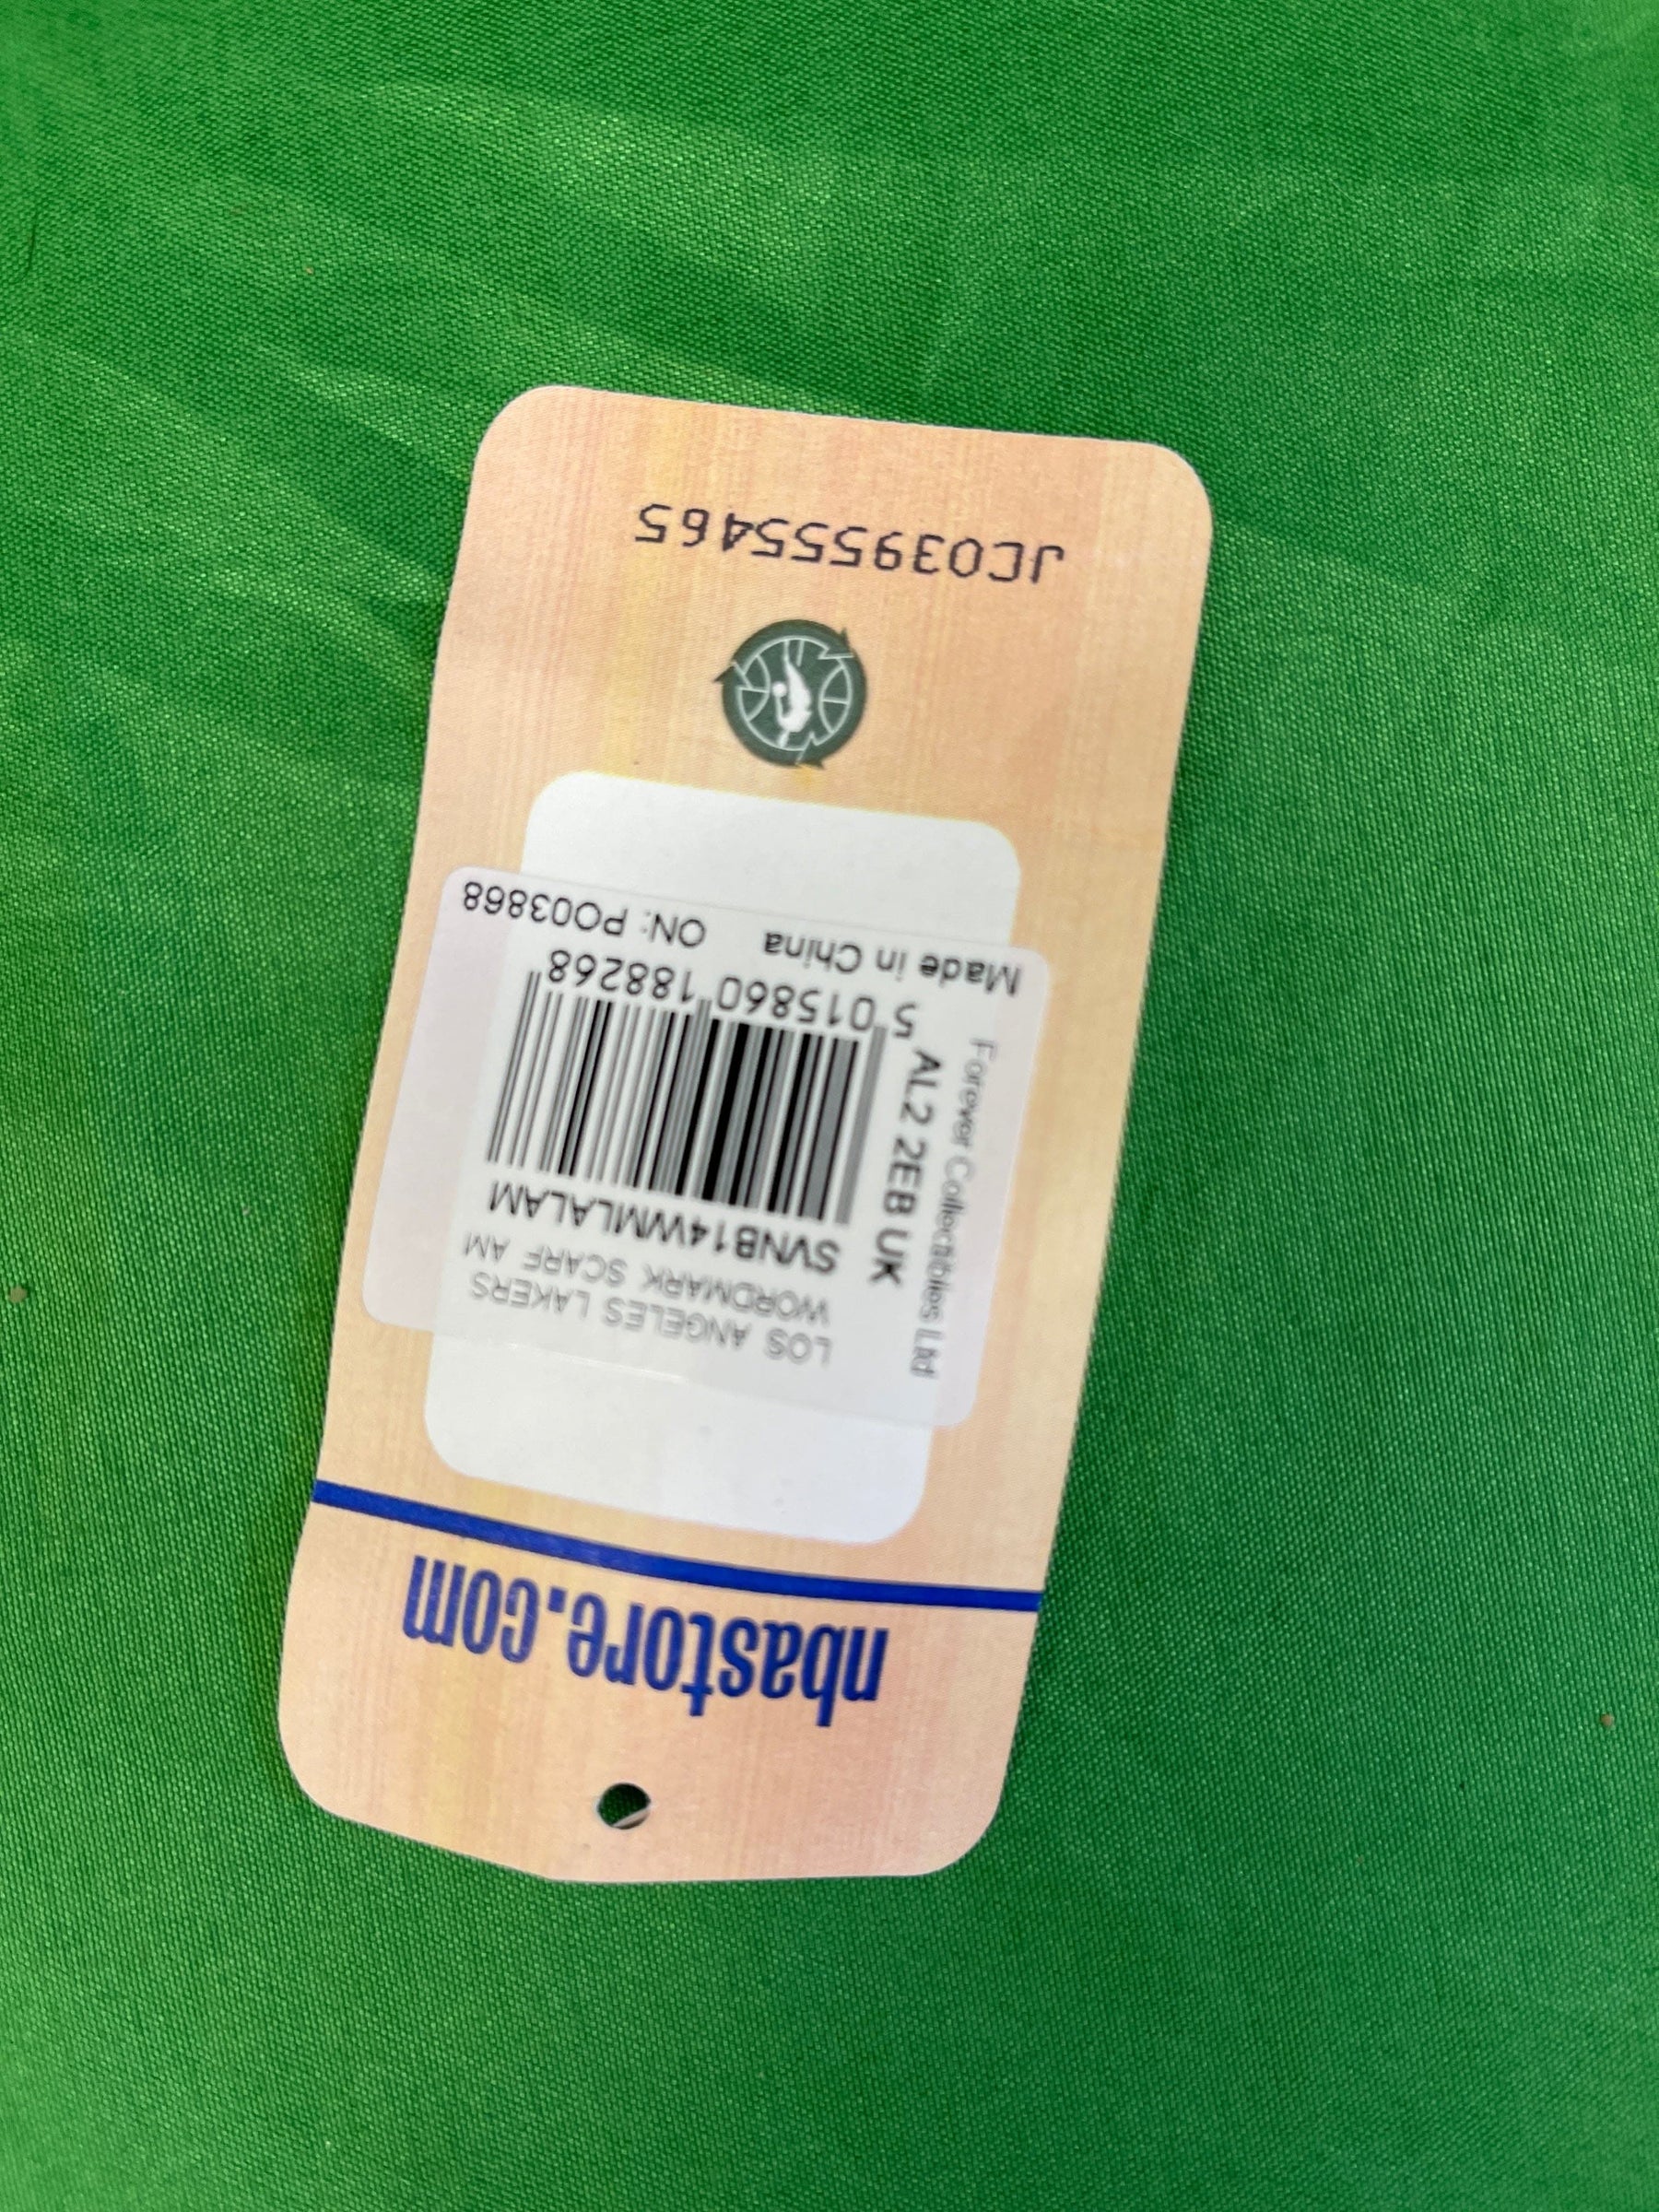 nbastore.com
LOS ANGELES LAKERS
WORDMARK SCARF AM
SVNB14WMLALAM
5 015860 188268
Made in China ON: PO03868
Forever Collectibles Ltd
AL2 2EB UK
JC039555465